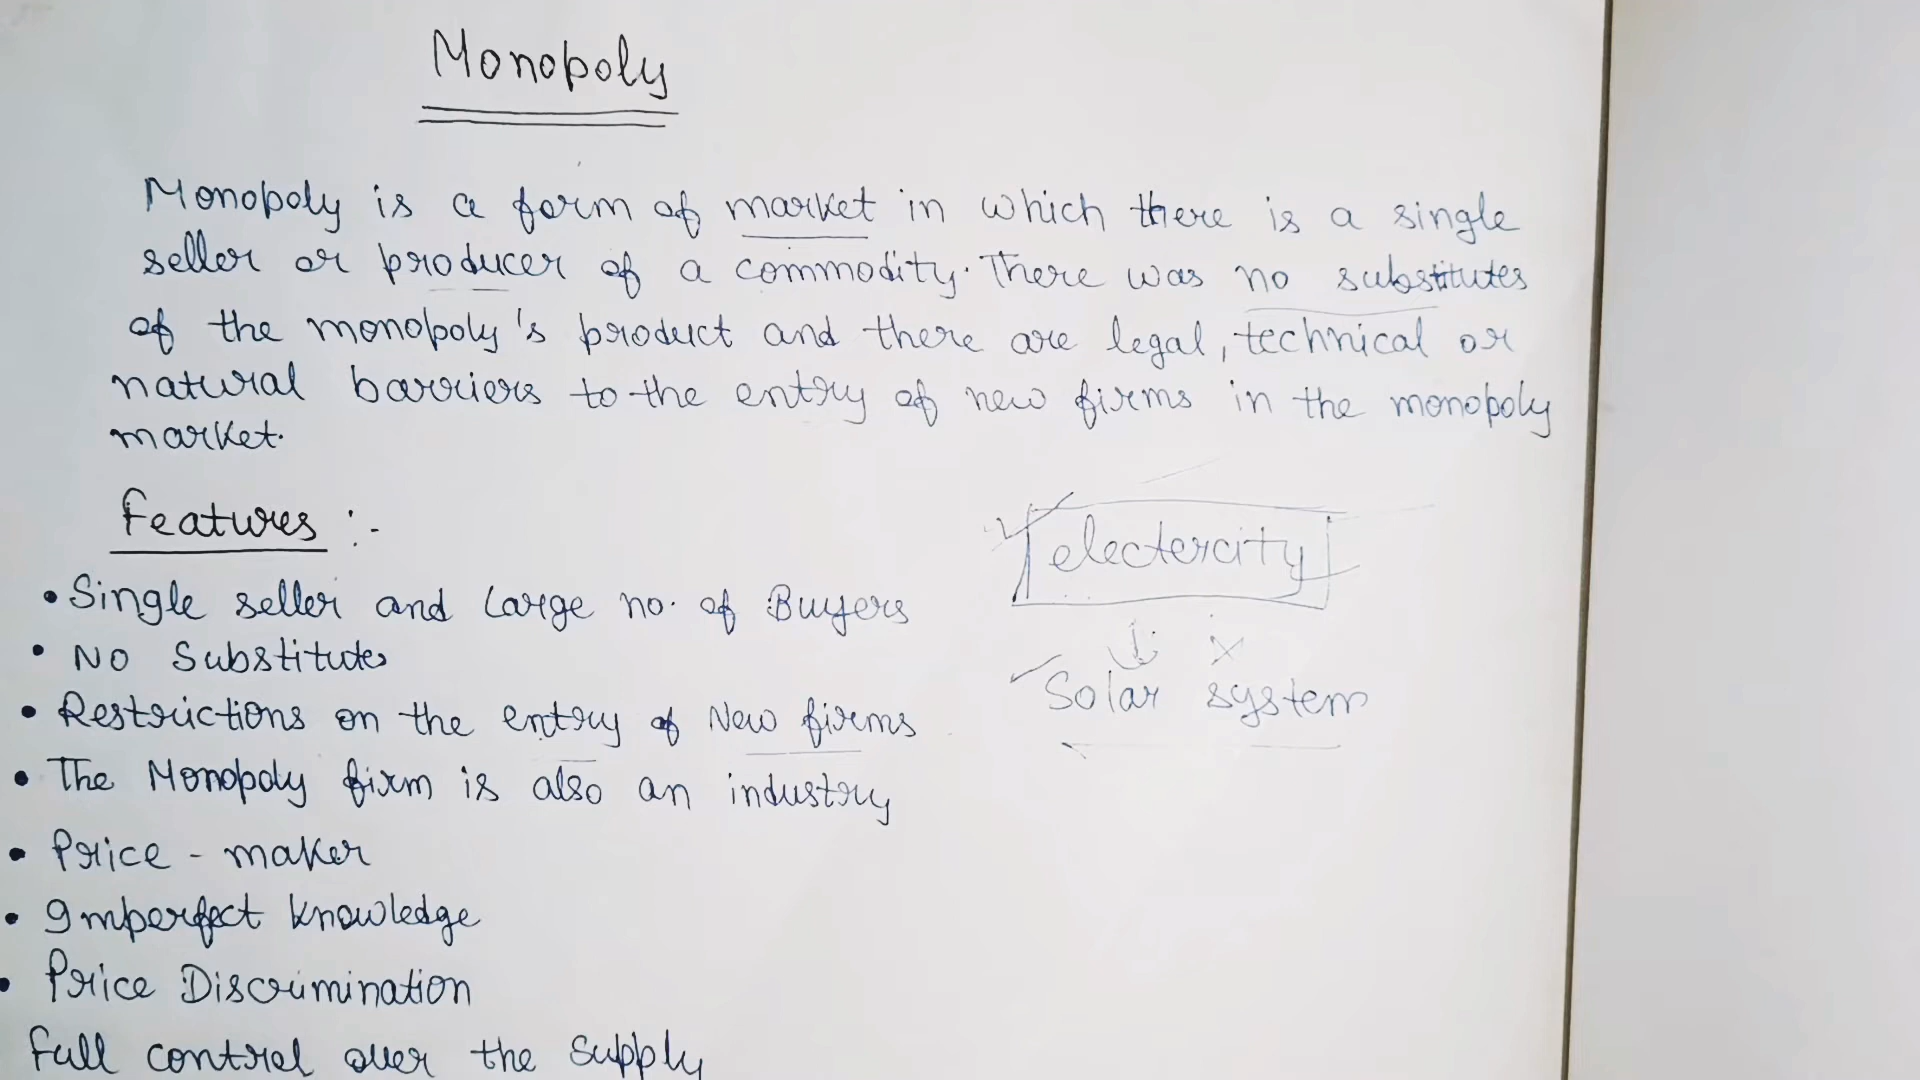 Monopoly
Monopoly is a form of market in which there is a single
seller or producer of a commodity. There was no substitutes
of the monopoly's product and there are legal, technical or
natural barriers to the entry of new firms in the monopoly
market.
Features :-
• Single seller and Large no. of Buyers
• No Substitutes
• Restrictions on the entry of New firms
• The Monopoly firm is also an industry
• Price - maker
• Imperfect knowledge
• Price Discrimination
Full control over the supply
electercity
Solar system